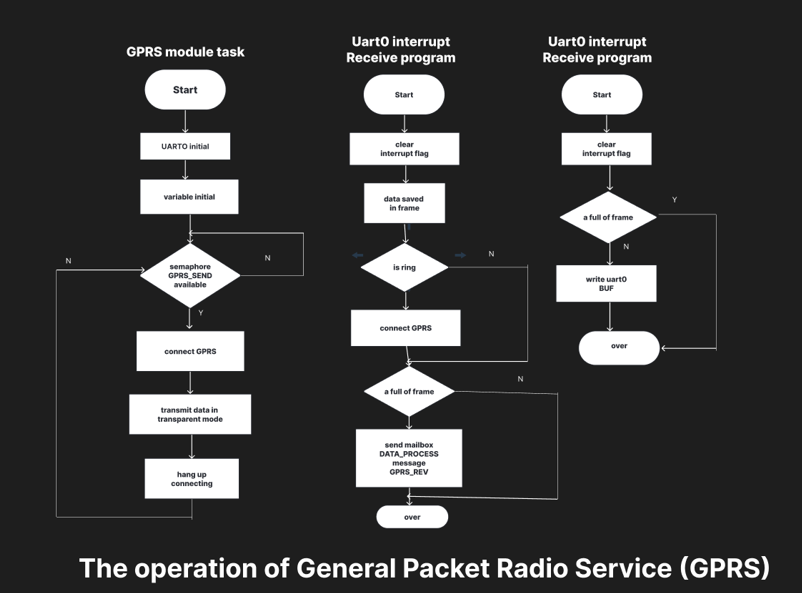 GPRS module task
Start
UARTO initial
variable initial
N
N
semaphore
GPRS_SEND
available
Y
connect GPRS
transmit data in
transparent mode
hang up
connecting
Uart0 interrupt
Receive program
Start
clear
interrupt flag
data saved
in frame
is ring
N
connect GPRS
a full of frame
N
send mailbox
DATA_PROCESS
message
GPRS_REV
over
Uart0 interrupt
Receive program
Start
clear
interrupt flag
Y
a full of frame
N
write uart0
BUF
over
The operation of General Packet Radio Service (GPRS)